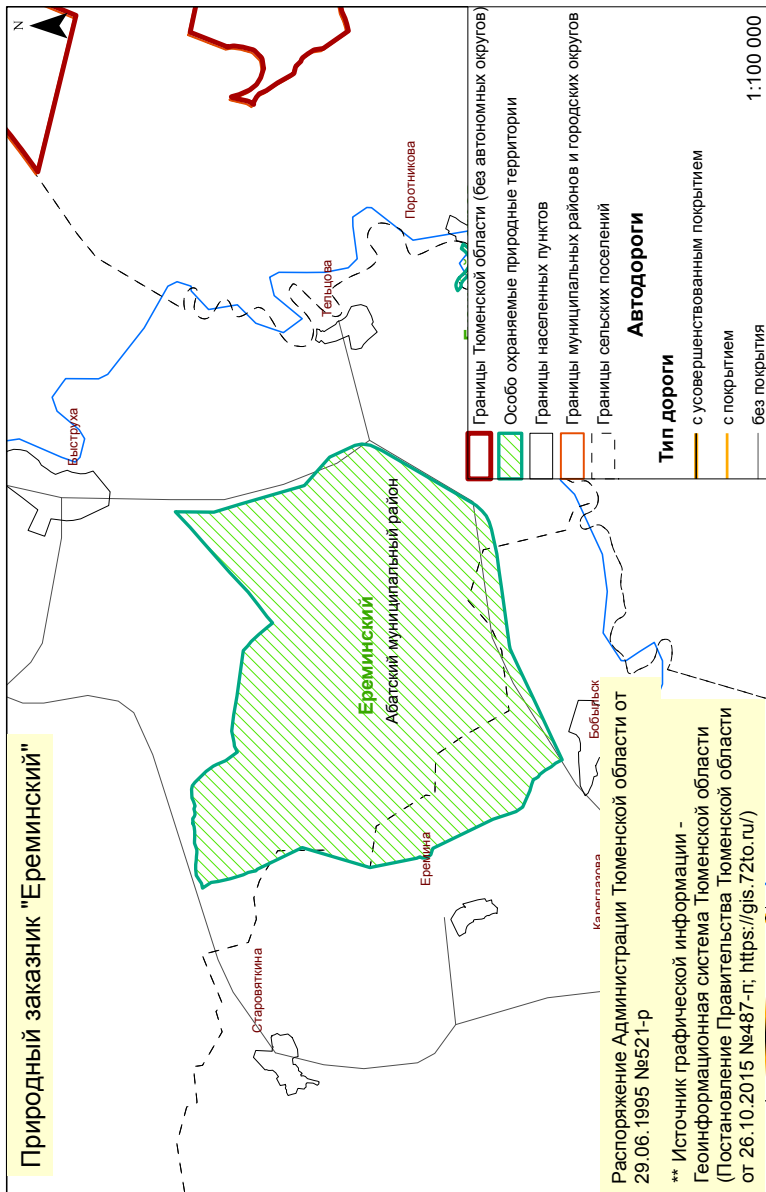 Природный заказник "Ереминский"
N
Быструха
Тельцова
Поротникова
Старовяткина
Ереминский
Абатский муниципальный район
Еремина
Бобыльск
Кареглазова
Границы Тюменской области (без автономных округов)
Особо охраняемые природные территории
Границы населенных пунктов
Границы муниципальных районов и городских округов
Границы сельских поселений
Автодороги
Тип дороги
с усовершенствованным покрытием
с покрытием
без покрытия
1:100 000
Распоряжение Администрации Тюменской области от
29.06.1995 №521-р
** Источник графической информации -
Геоинформационная система Тюменской области
(Постановление Правительства Тюменской области
от 26.10.2015 №487-п; https://gis.72to.ru/)